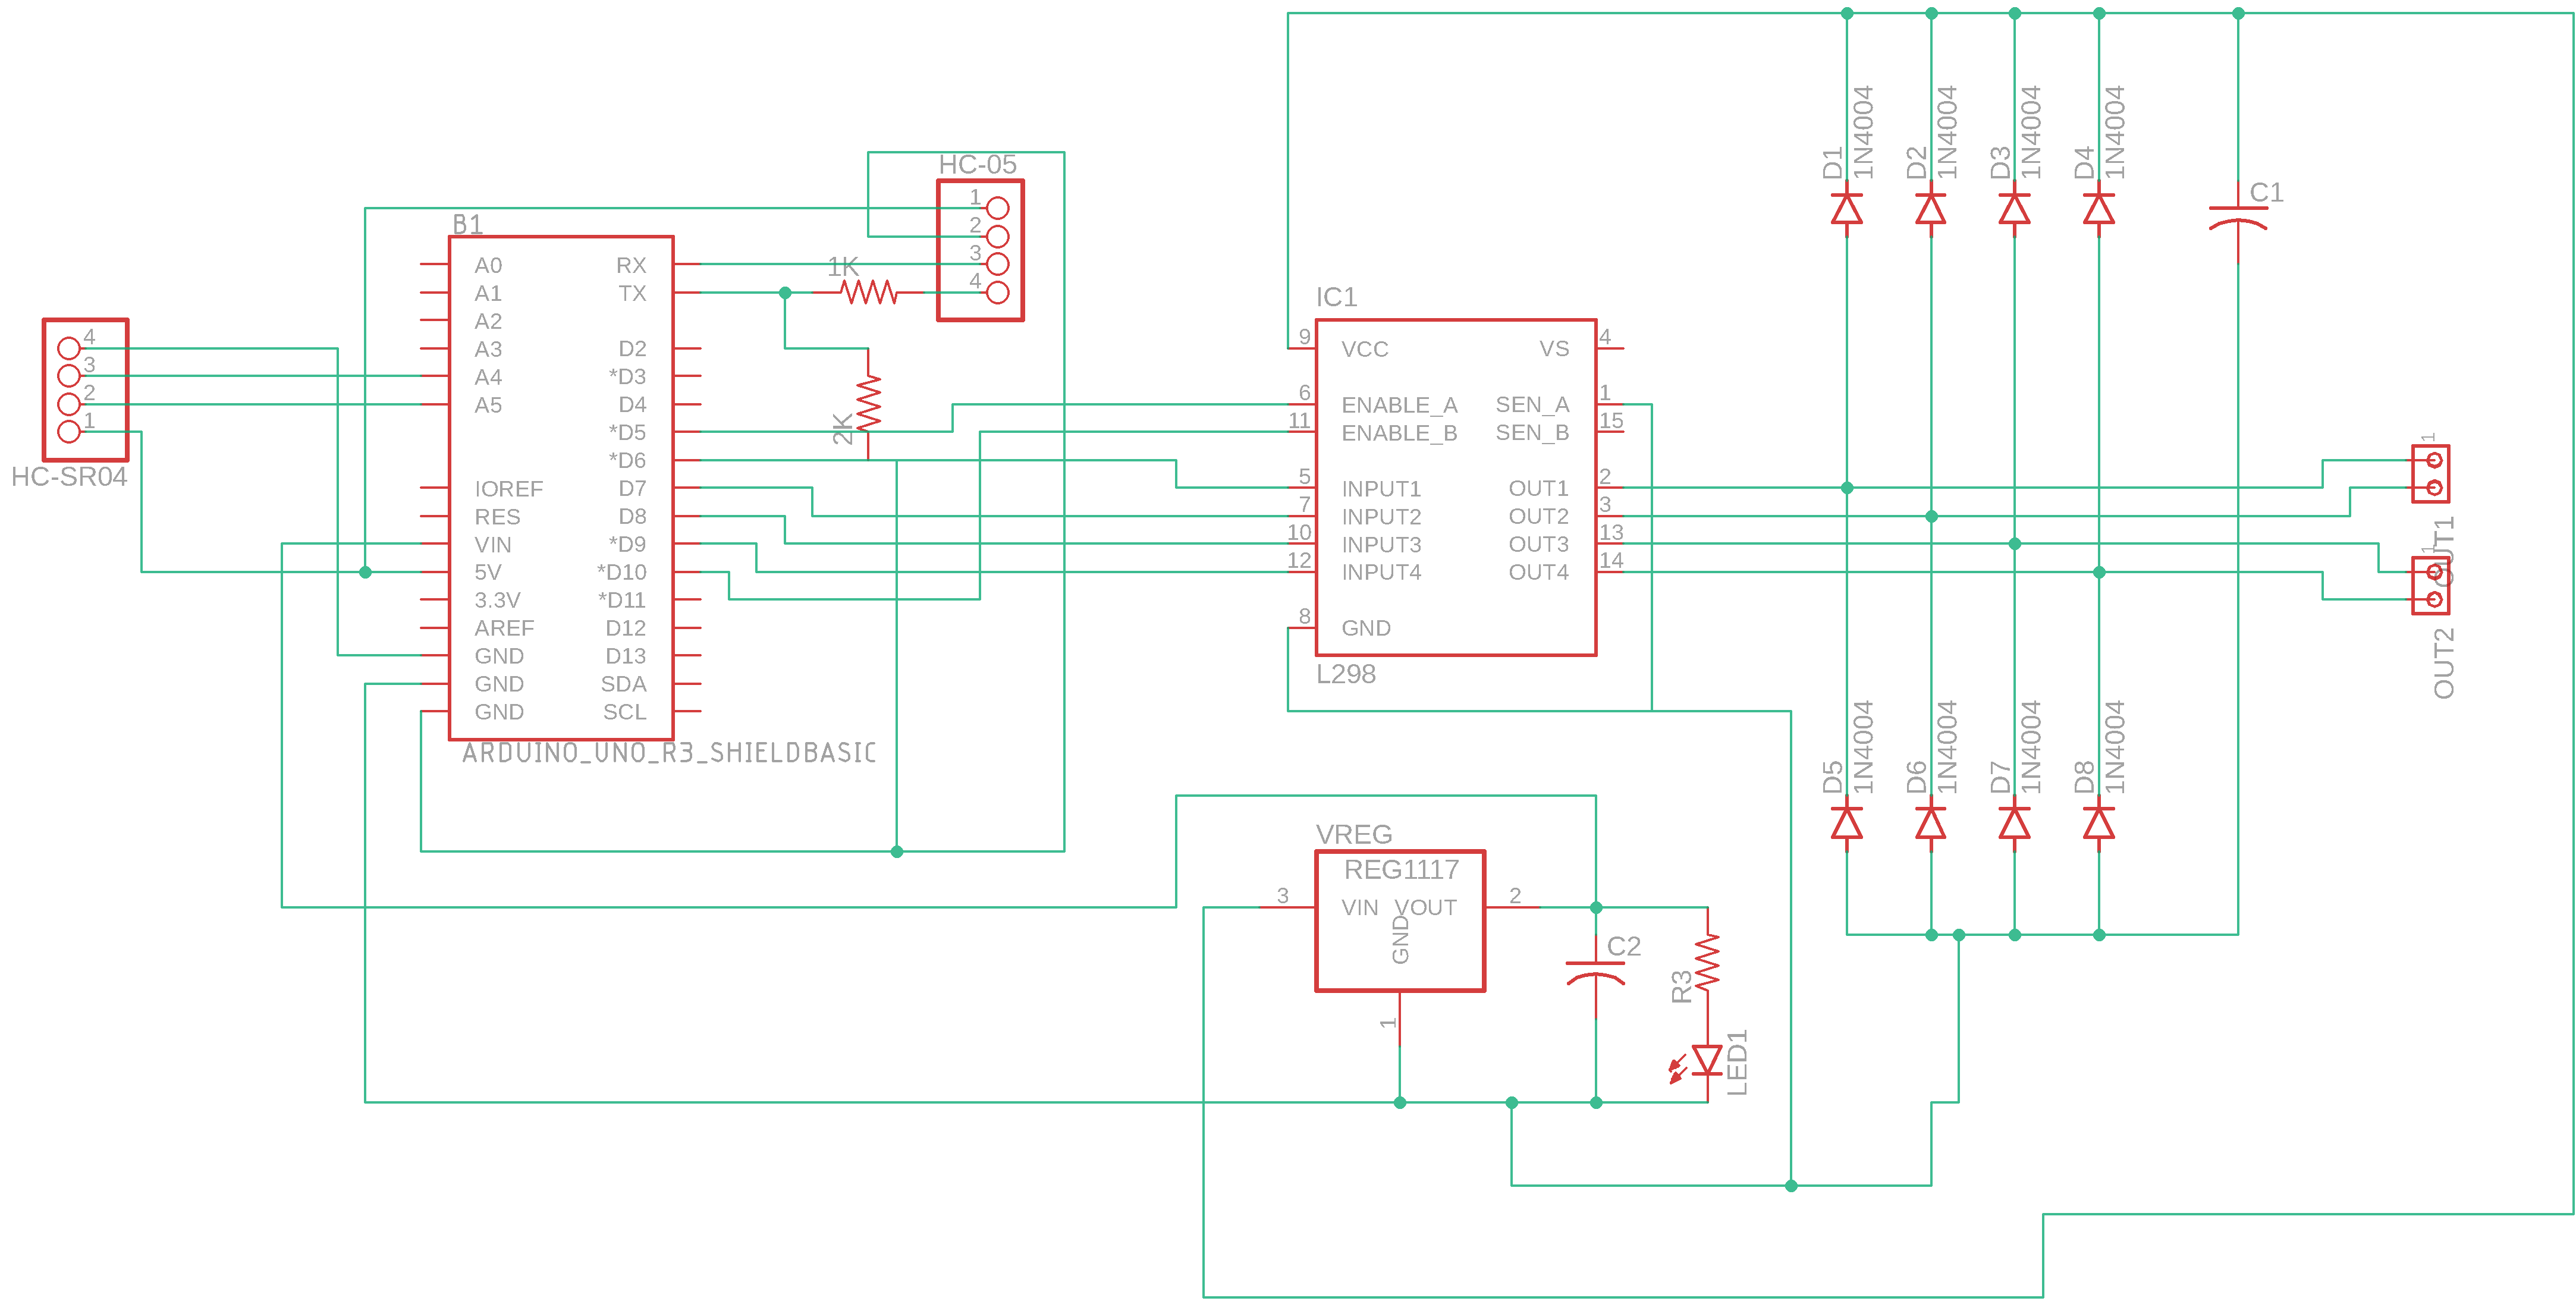 HC-SR04
4
3
2
1
B1
A0
A1
A2
A3
A4
A5
IOREF
RES
VIN
5V
3.3V
AREF
GND
GND
GND
RX
TX
D2
*D3
D4
*D5
*D6
D7
D8
*D9
*D10
*D11
D12
D13
SDA
SCL
ARDUINO_UNO_R3_SHIELDBASIC
HC-05
1
2
3
4
1K
2K
IC1
9
6
11
5
7
10
12
8
VCC
ENABLE_A
ENABLE_B
INPUT1
INPUT2
INPUT3
INPUT4
GND
VS
SEN_A
SEN_B
OUT1
OUT2
OUT3
OUT4
4
1
15
2
3
13
14
L298
VREG
REG1117
3
VIN VOUT
GND
2
1
C2
R3
LED1
D1
1N4004
D2
1N4004
D3
1N4004
D4
1N4004
C1
D5
1N4004
D6
1N4004
D7
1N4004
D8
1N4004
1
OUT1
1
OUT2